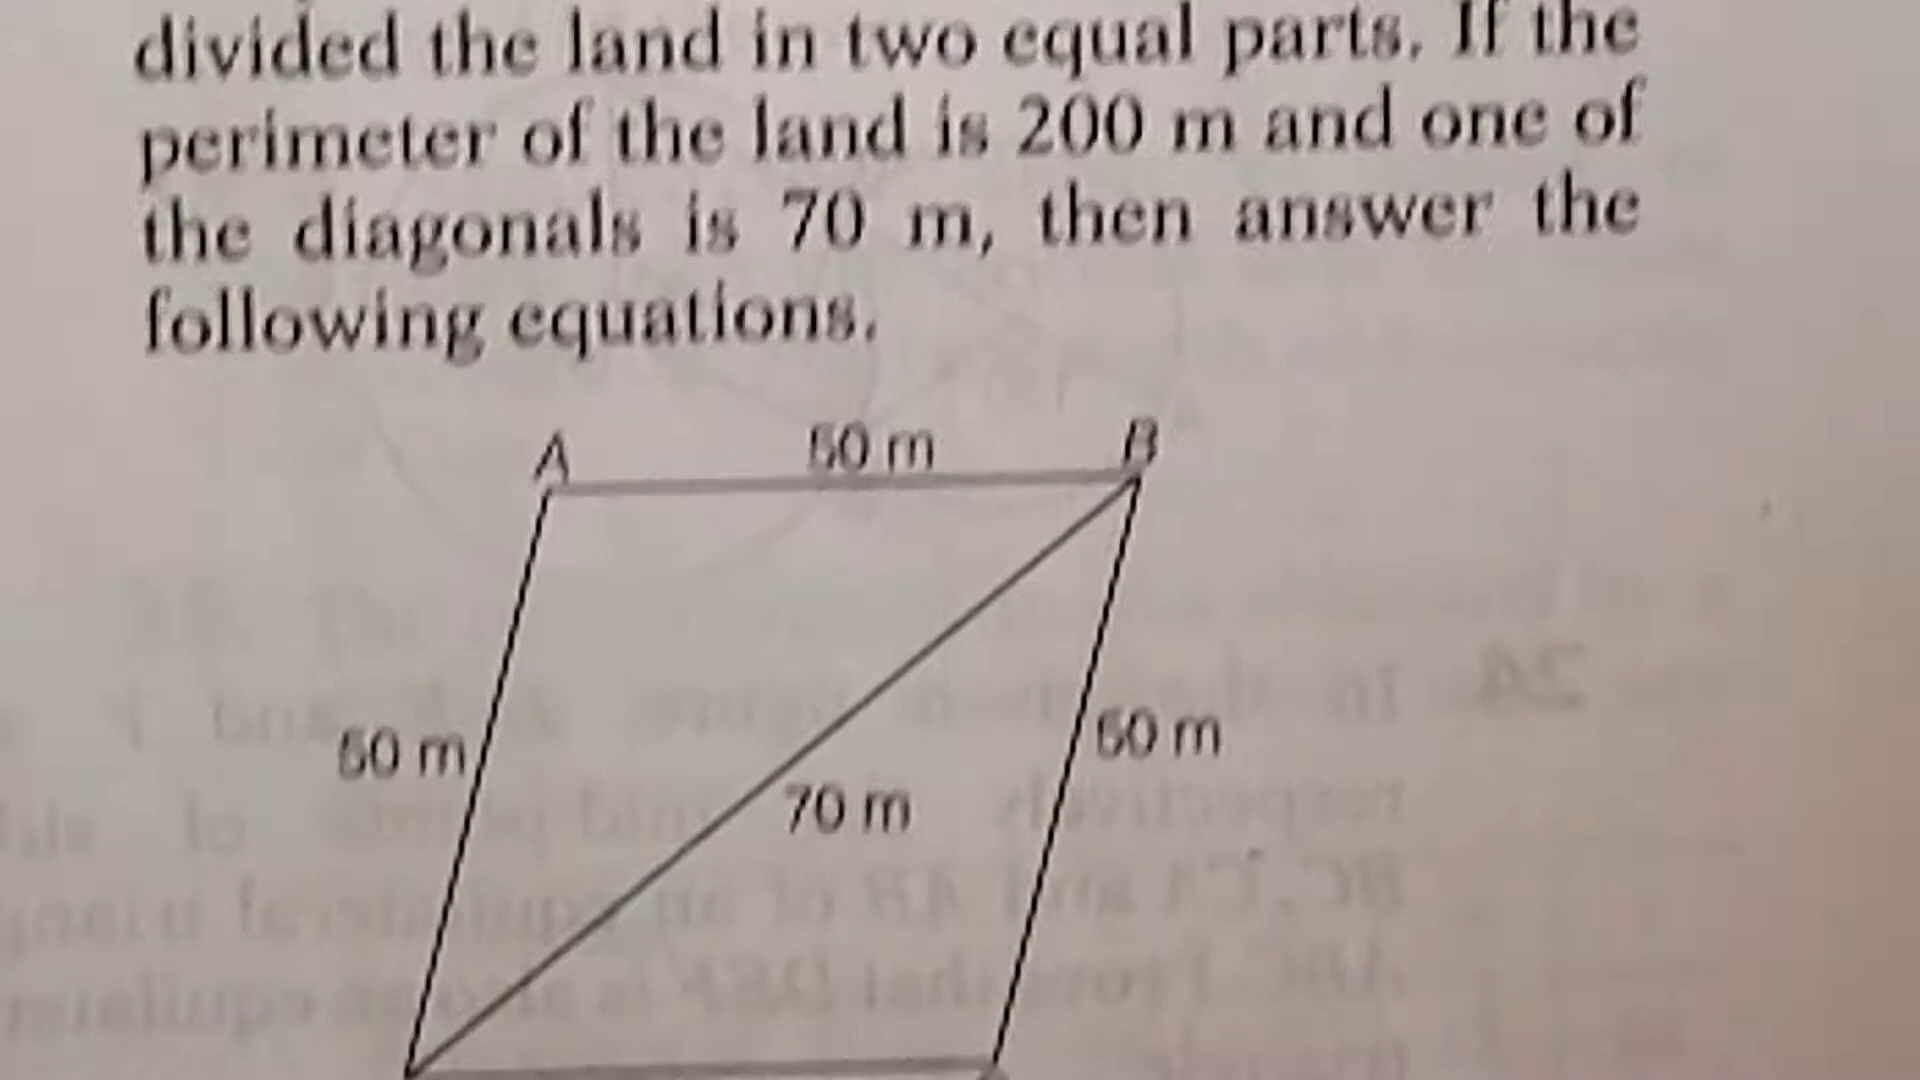 divided the land in two equal parts. If the
perimeter of the land is 200 m and one of
the diagonals is 70 m, then answer the
following equations.
A
50 m
B
50 m
50 m
70 m